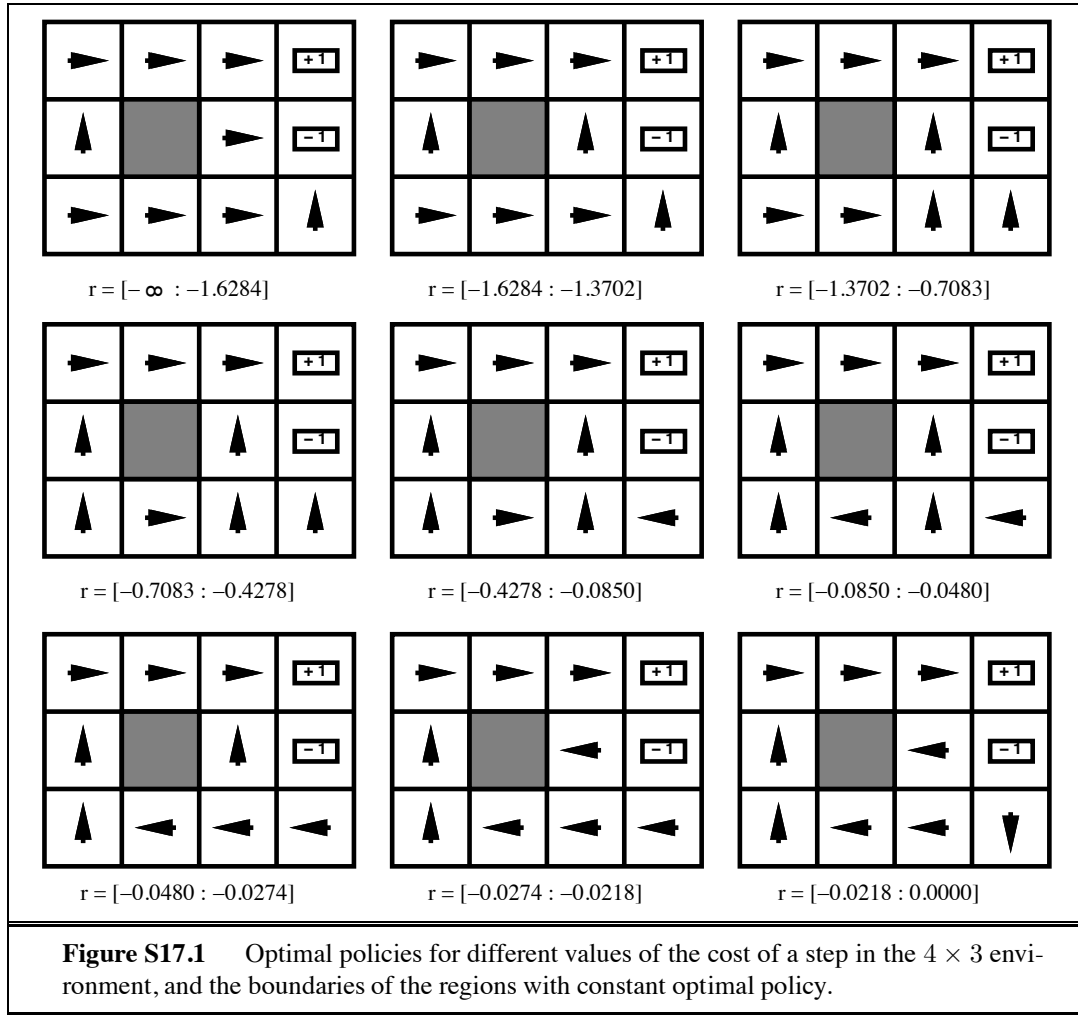 +1 +1 +1
–1 –1 –1
r = [–∞ : –1.6284] r = [–1.6284 : –1.3702] r = [–1.3702 : –0.7083]
+1 +1 +1
–1 –1 –1
r = [–0.7083 : –0.4278] r = [–0.4278 : –0.0850] r = [–0.0850 : –0.0480]
+1 +1 +1
–1 –1 –1
r = [–0.0480 : –0.0274] r = [–0.0274 : –0.0218] r = [–0.0218 : 0.0000]
Figure S17.1 Optimal policies for different values of the cost of a step in the 4 × 3 envi-
ronment, and the boundaries of the regions with constant optimal policy.